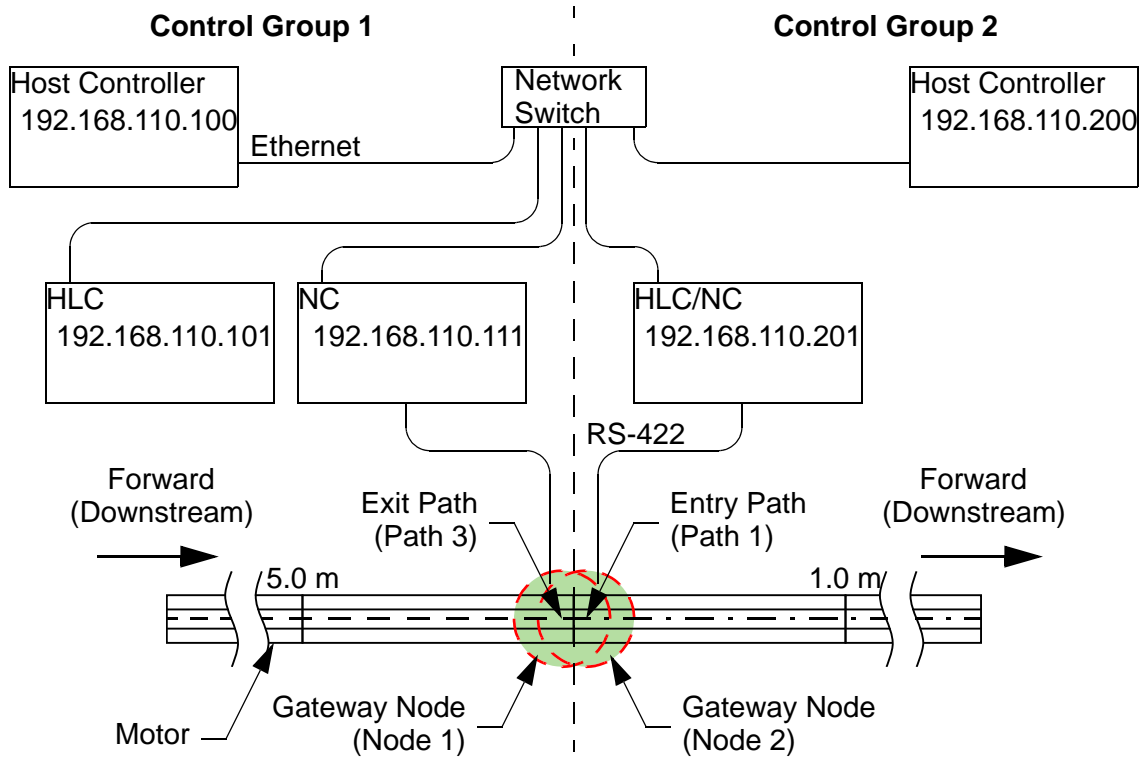 Control Group 1
Control Group 2
Host Controller
192.168.110.100
Network
Switch
Host Controller
192.168.110.200
Ethernet
HLC
192.168.110.101
NC
192.168.110.111
HLC/NC
192.168.110.201
RS-422
Forward
(Downstream)
Exit Path
(Path 3)
Entry Path
(Path 1)
Forward
(Downstream)
5.0 m
1.0 m
Motor
Gateway Node
(Node 1)
Gateway Node
(Node 2)